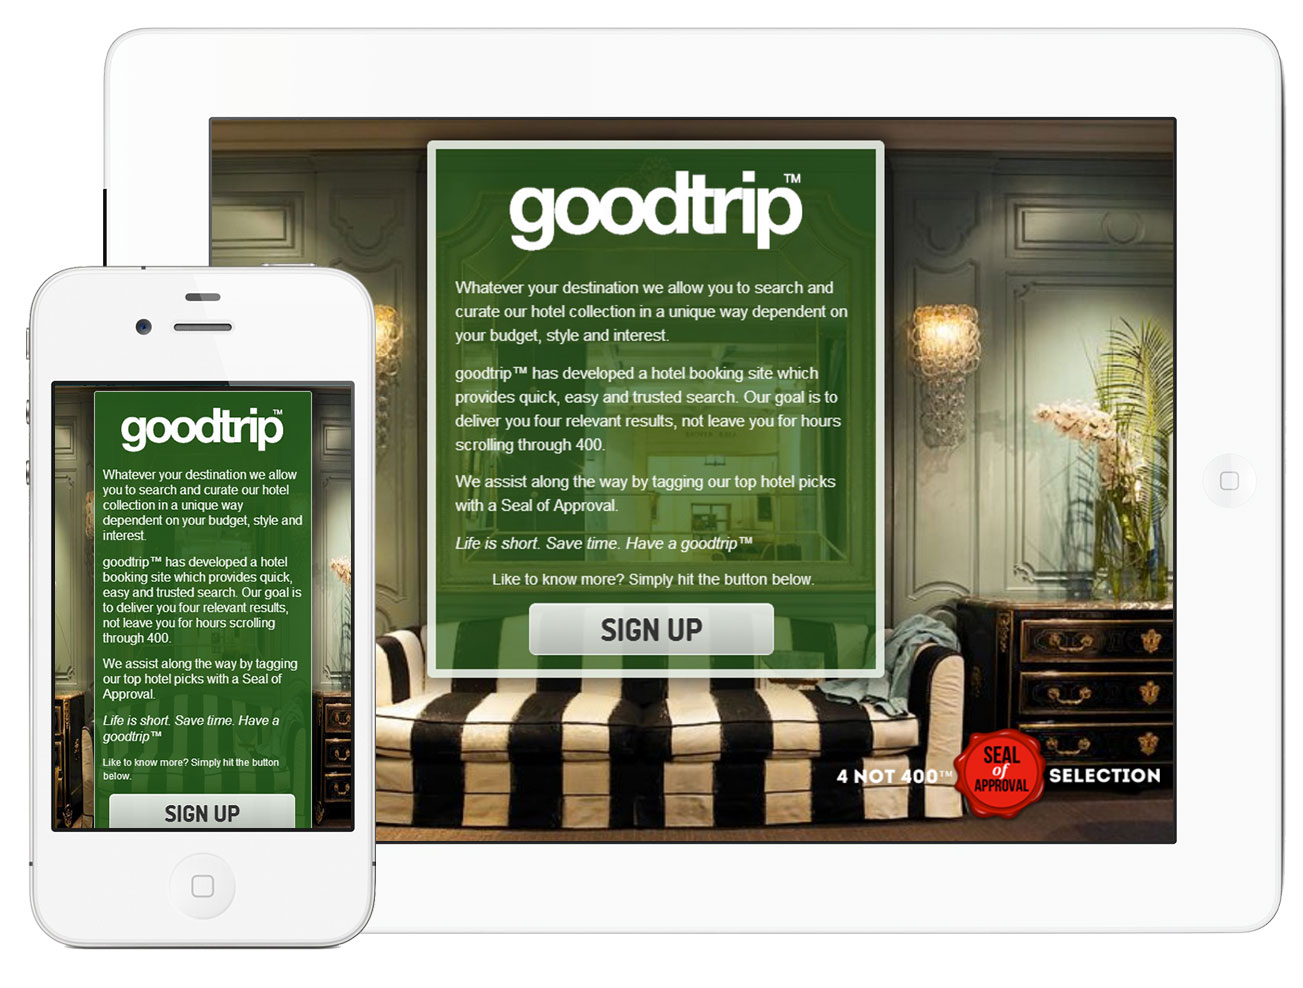 goodtrip™
Whatever your destination we allow you to search and
curate our hotel collection in a unique way dependent on
your budget, style and interest.
goodtrip™ has developed a hotel booking site which
provides quick, easy and trusted search. Our goal is to
deliver you four relevant results, not leave you for hours
scrolling through 400.
We assist along the way by tagging our top hotel picks
with a Seal of Approval.
Life is short. Save time. Have a goodtrip™
Like to know more? Simply hit the button below.
SIGN UP
4 NOT 400™
SEAL
of
APPROVAL
SELECTION
goodtrip™
Whatever your destination we allow
you to search and curate our hotel
collection in a unique way
dependent on your budget, style and
interest.
goodtrip™ has developed a hotel
booking site which provides quick,
easy and trusted search. Our goal is
to deliver you four relevant results,
not leave you for hours scrolling
through 400.
We assist along the way by tagging
our top hotel picks with a Seal of
Approval.
Life is short. Save time. Have a
goodtrip™
Like to know more? Simply hit the button
below.
SIGN UP